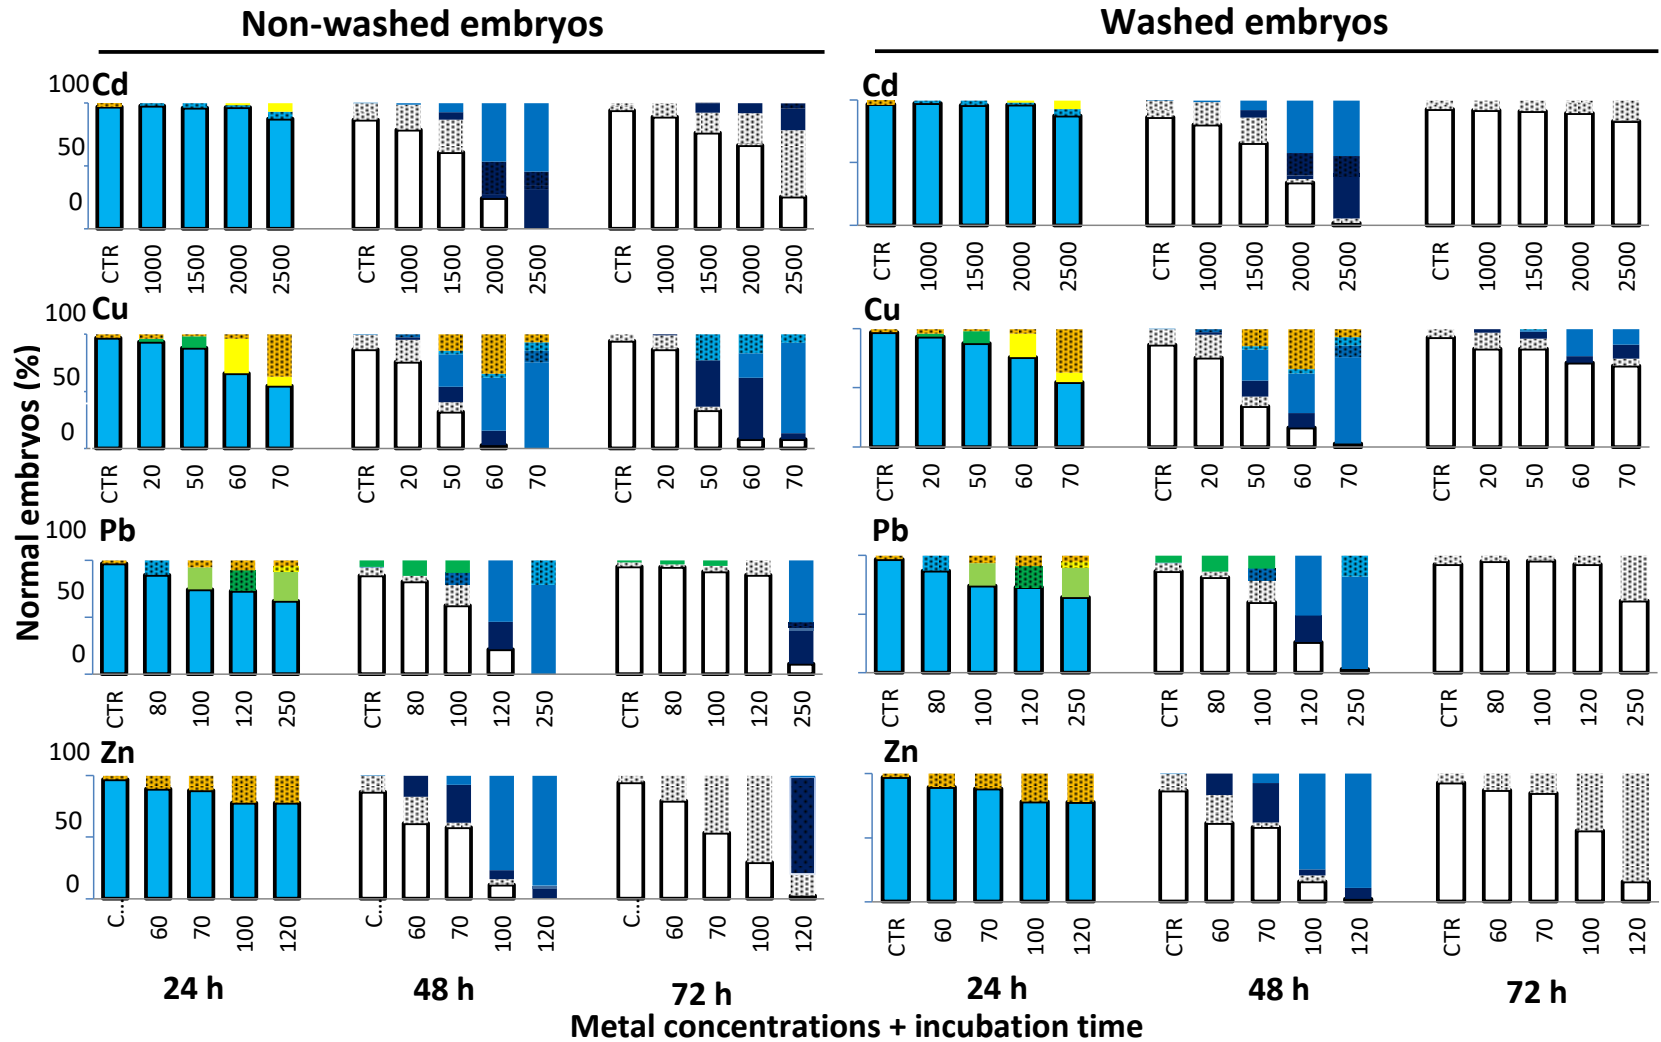 Non-washed embryos
Washed embryos
Normal embryos (%)
Cd
100
50
0
CTR 1000 1500 2000 2500
CTR 1000 1500 2000 2500
CTR 1000 1500 2000 2500
Cd
CTR 1000 1500 2000 2500
CTR 1000 1500 2000 2500
CTR 1000 1500 2000 2500
Cu
100
50
0
CTR 20 50 60 70
CTR 20 50 60 70
CTR 20 50 60 70
Cu
CTR 20 50 60 70
CTR 20 50 60 70
CTR 20 50 60 70
Pb
100
50
0
CTR 80 100 120 250
CTR 80 100 120 250
CTR 80 100 120 250
Pb
CTR 80 100 120 250
CTR 80 100 120 250
CTR 80 100 120 250
Zn
100
50
0
C... 60 70 100 120
C... 60 70 100 120
C... 60 70 100 120
Zn
CTR 60 70 100 120
CTR 60 70 100 120
CTR 60 70 100 120
24 h 48 h 72 h
24 h 48 h 72 h
Metal concentrations + incubation time